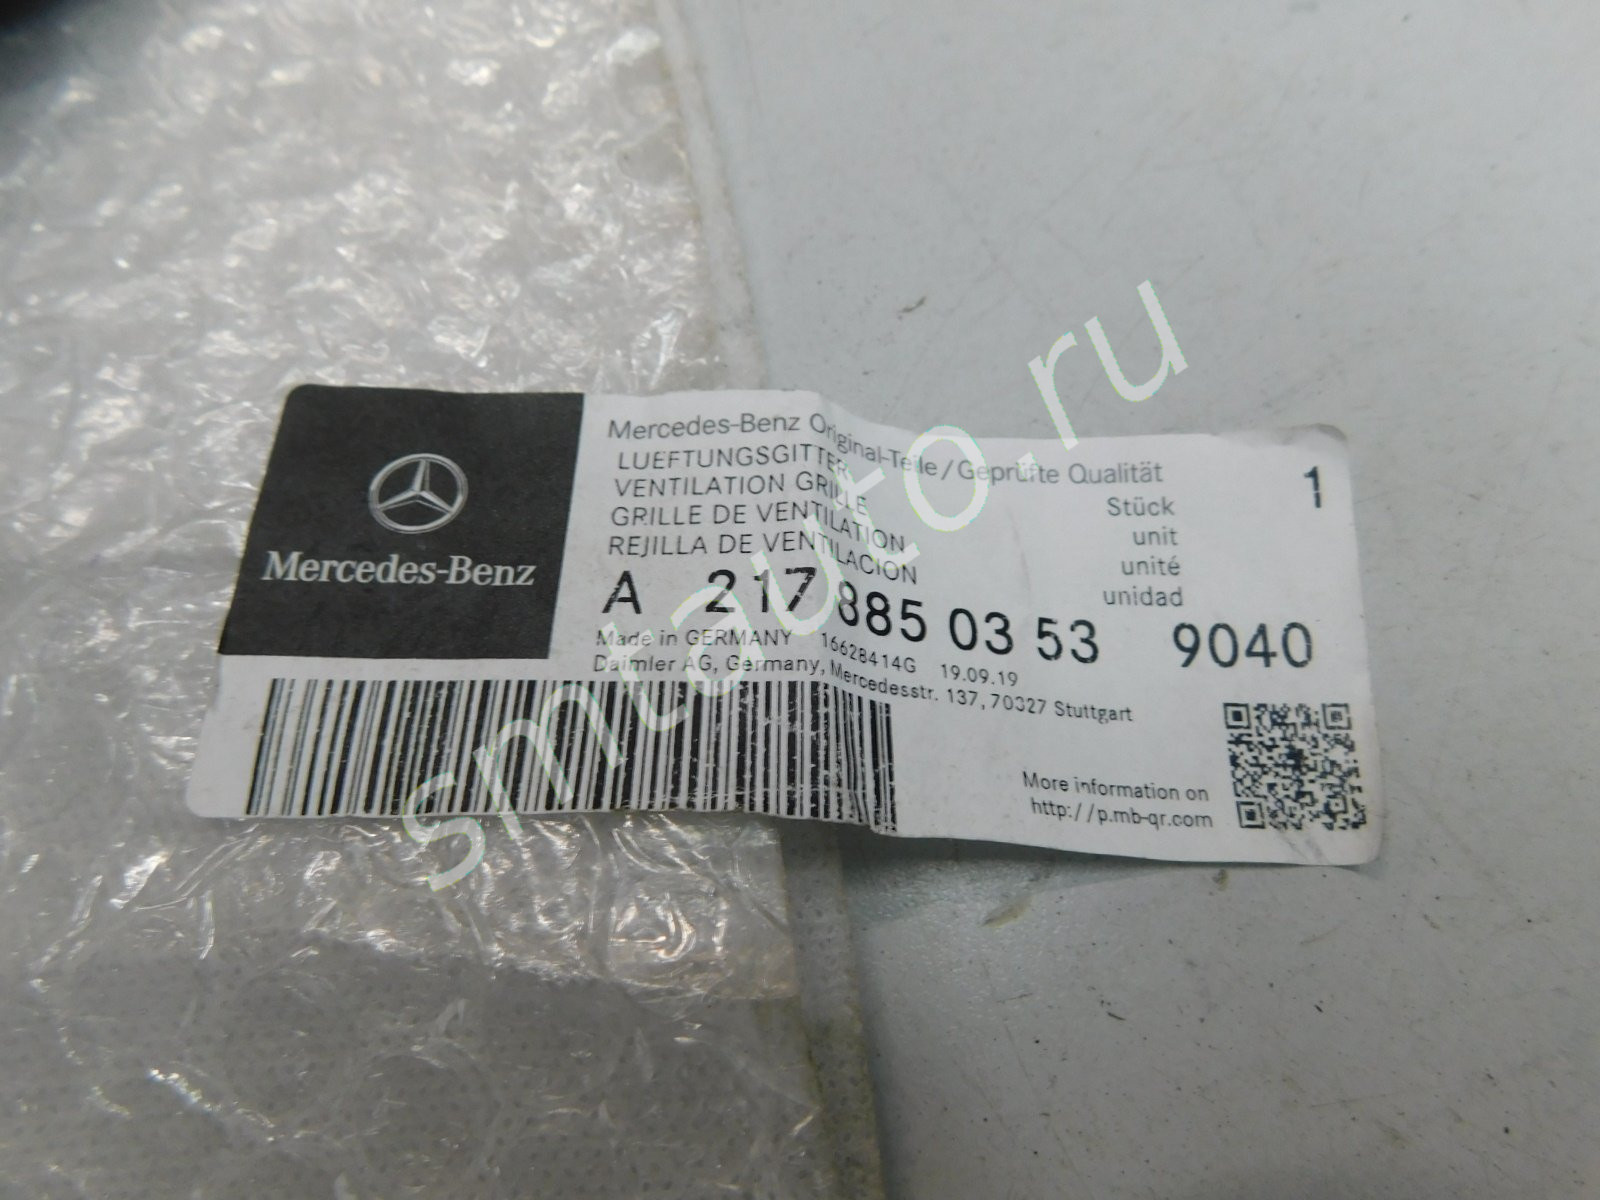 Mercedes-Benz
Mercedes-Benz Original-Teile/Geprüfte Qualität
LUEFTUNGSGITTER
VENTILATION GRILLE
GRILLE DE VENTILATION
REJILLA DE VENTILACION
1
Stück
unit
unité
unidad
A 217 885 03 53 9040
Made in GERMANY 16628414G 19.09.19
Daimler AG, Germany, Mercedesstr. 137, 70327 Stuttgart
More information on
http://p.mb-qr.com
smtauto.ru